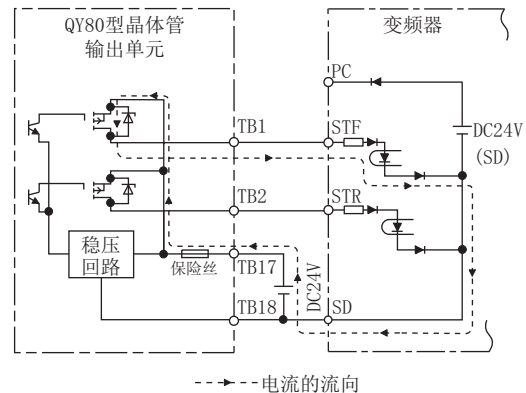 QY80型晶体管
输出单元
变频器
PC
TB1
STF
DC24V
(SD)
TB2
STR
稳压
回路
保险丝
TB17
DC24V
TB18
SD
电流的流向